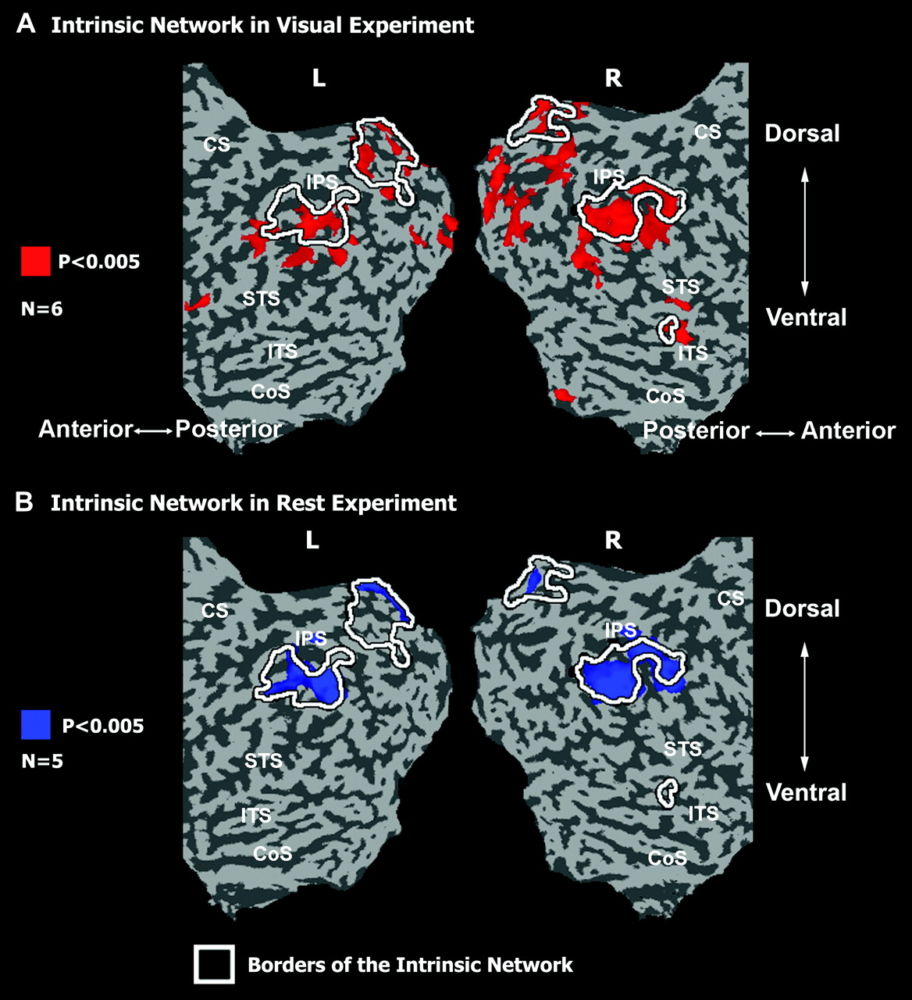 A Intrinsic Network in Visual Experiment
L R
CS CS
Dorsal
IPS IPS
P<0.005
STS STS
N=6
Ventral
ITS ITS
CoS CoS
Anterior Posterior Posterior Anterior
B Intrinsic Network in Rest Experiment
L R
CS CS
Dorsal
IPS IPS
P<0.005
STS STS
N=5
Ventral
ITS ITS
CoS CoS
Borders of the Intrinsic Network